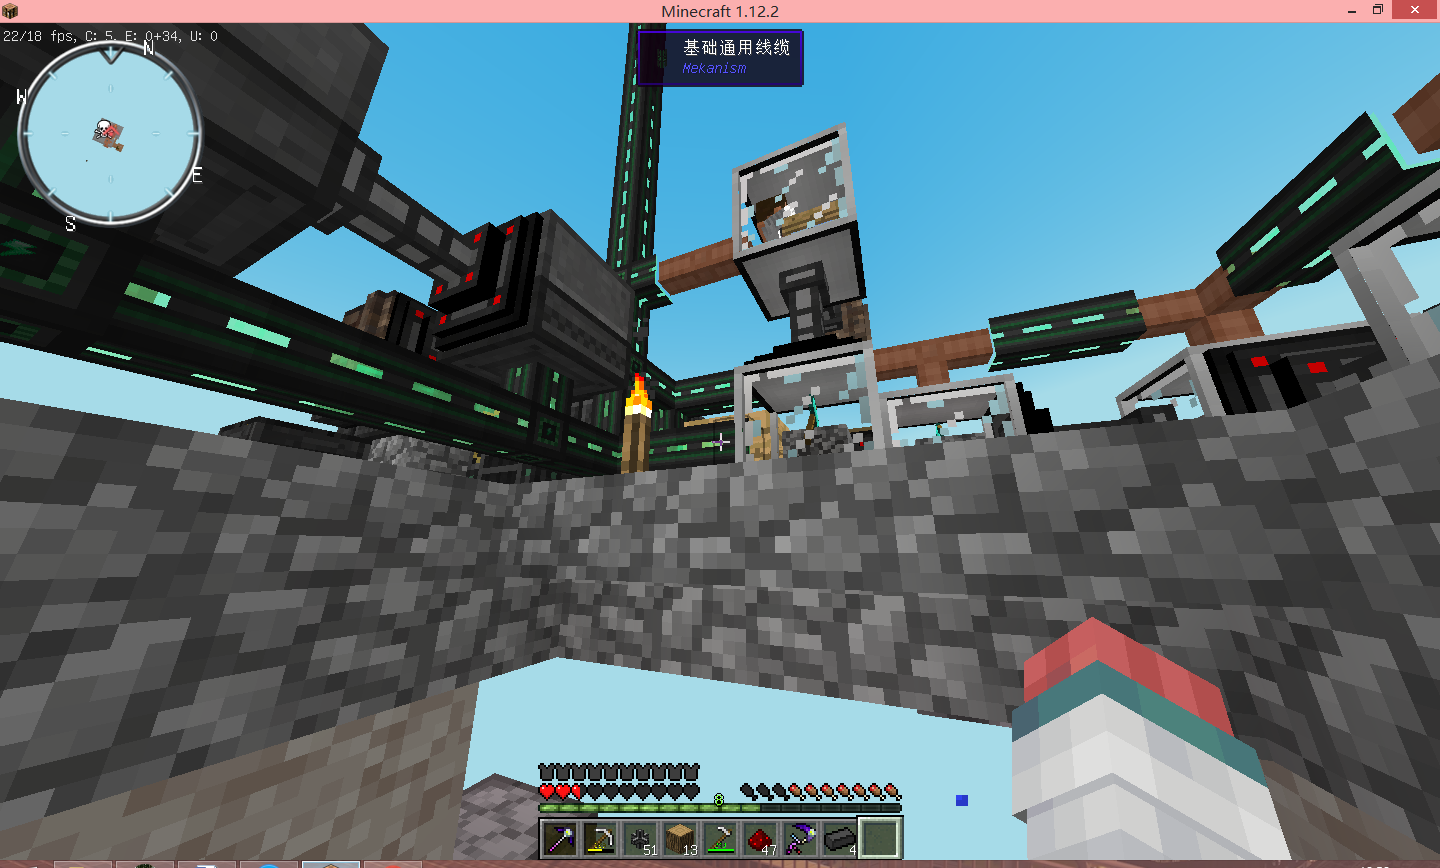 Minecraft 1.12.2
22/18 fps, C: 5, E: 0+34, U: 0
基础通用线缆
Mekanism
N
W
E
S
8
51
13
47
4